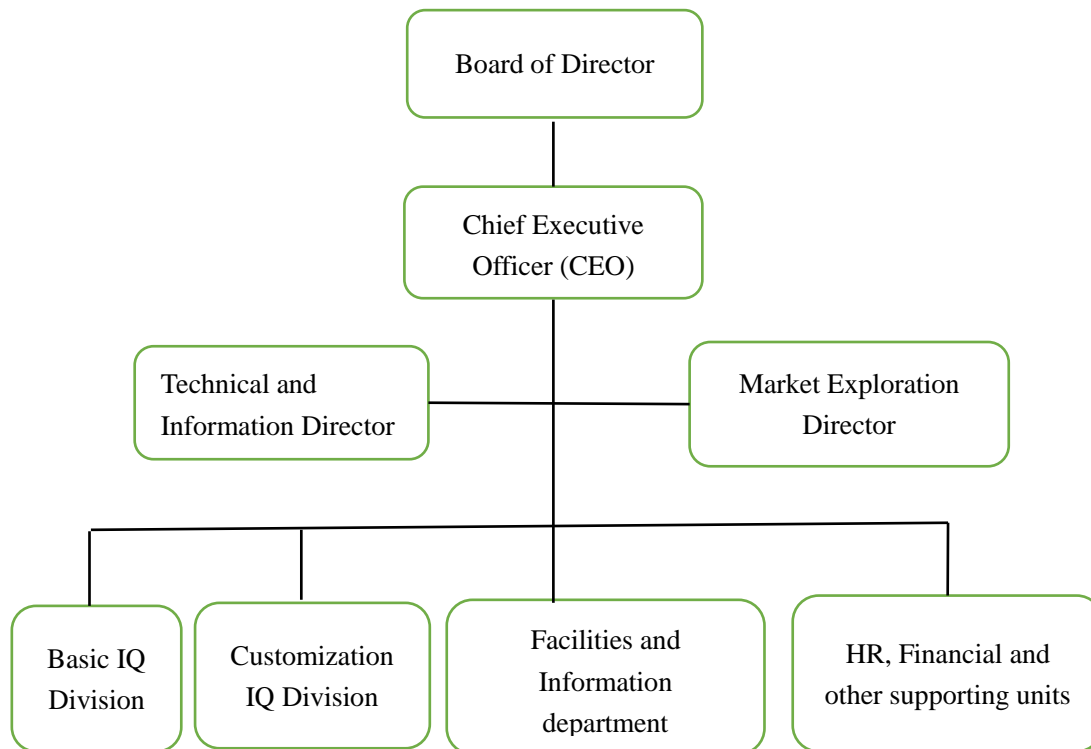 Board of Director
Chief Executive
Officer (CEO)
Technical and
Information Director
Market Exploration
Director
Basic IQ
Division
Customization
IQ Division
Facilities and
Information
department
HR, Financial and
other supporting units